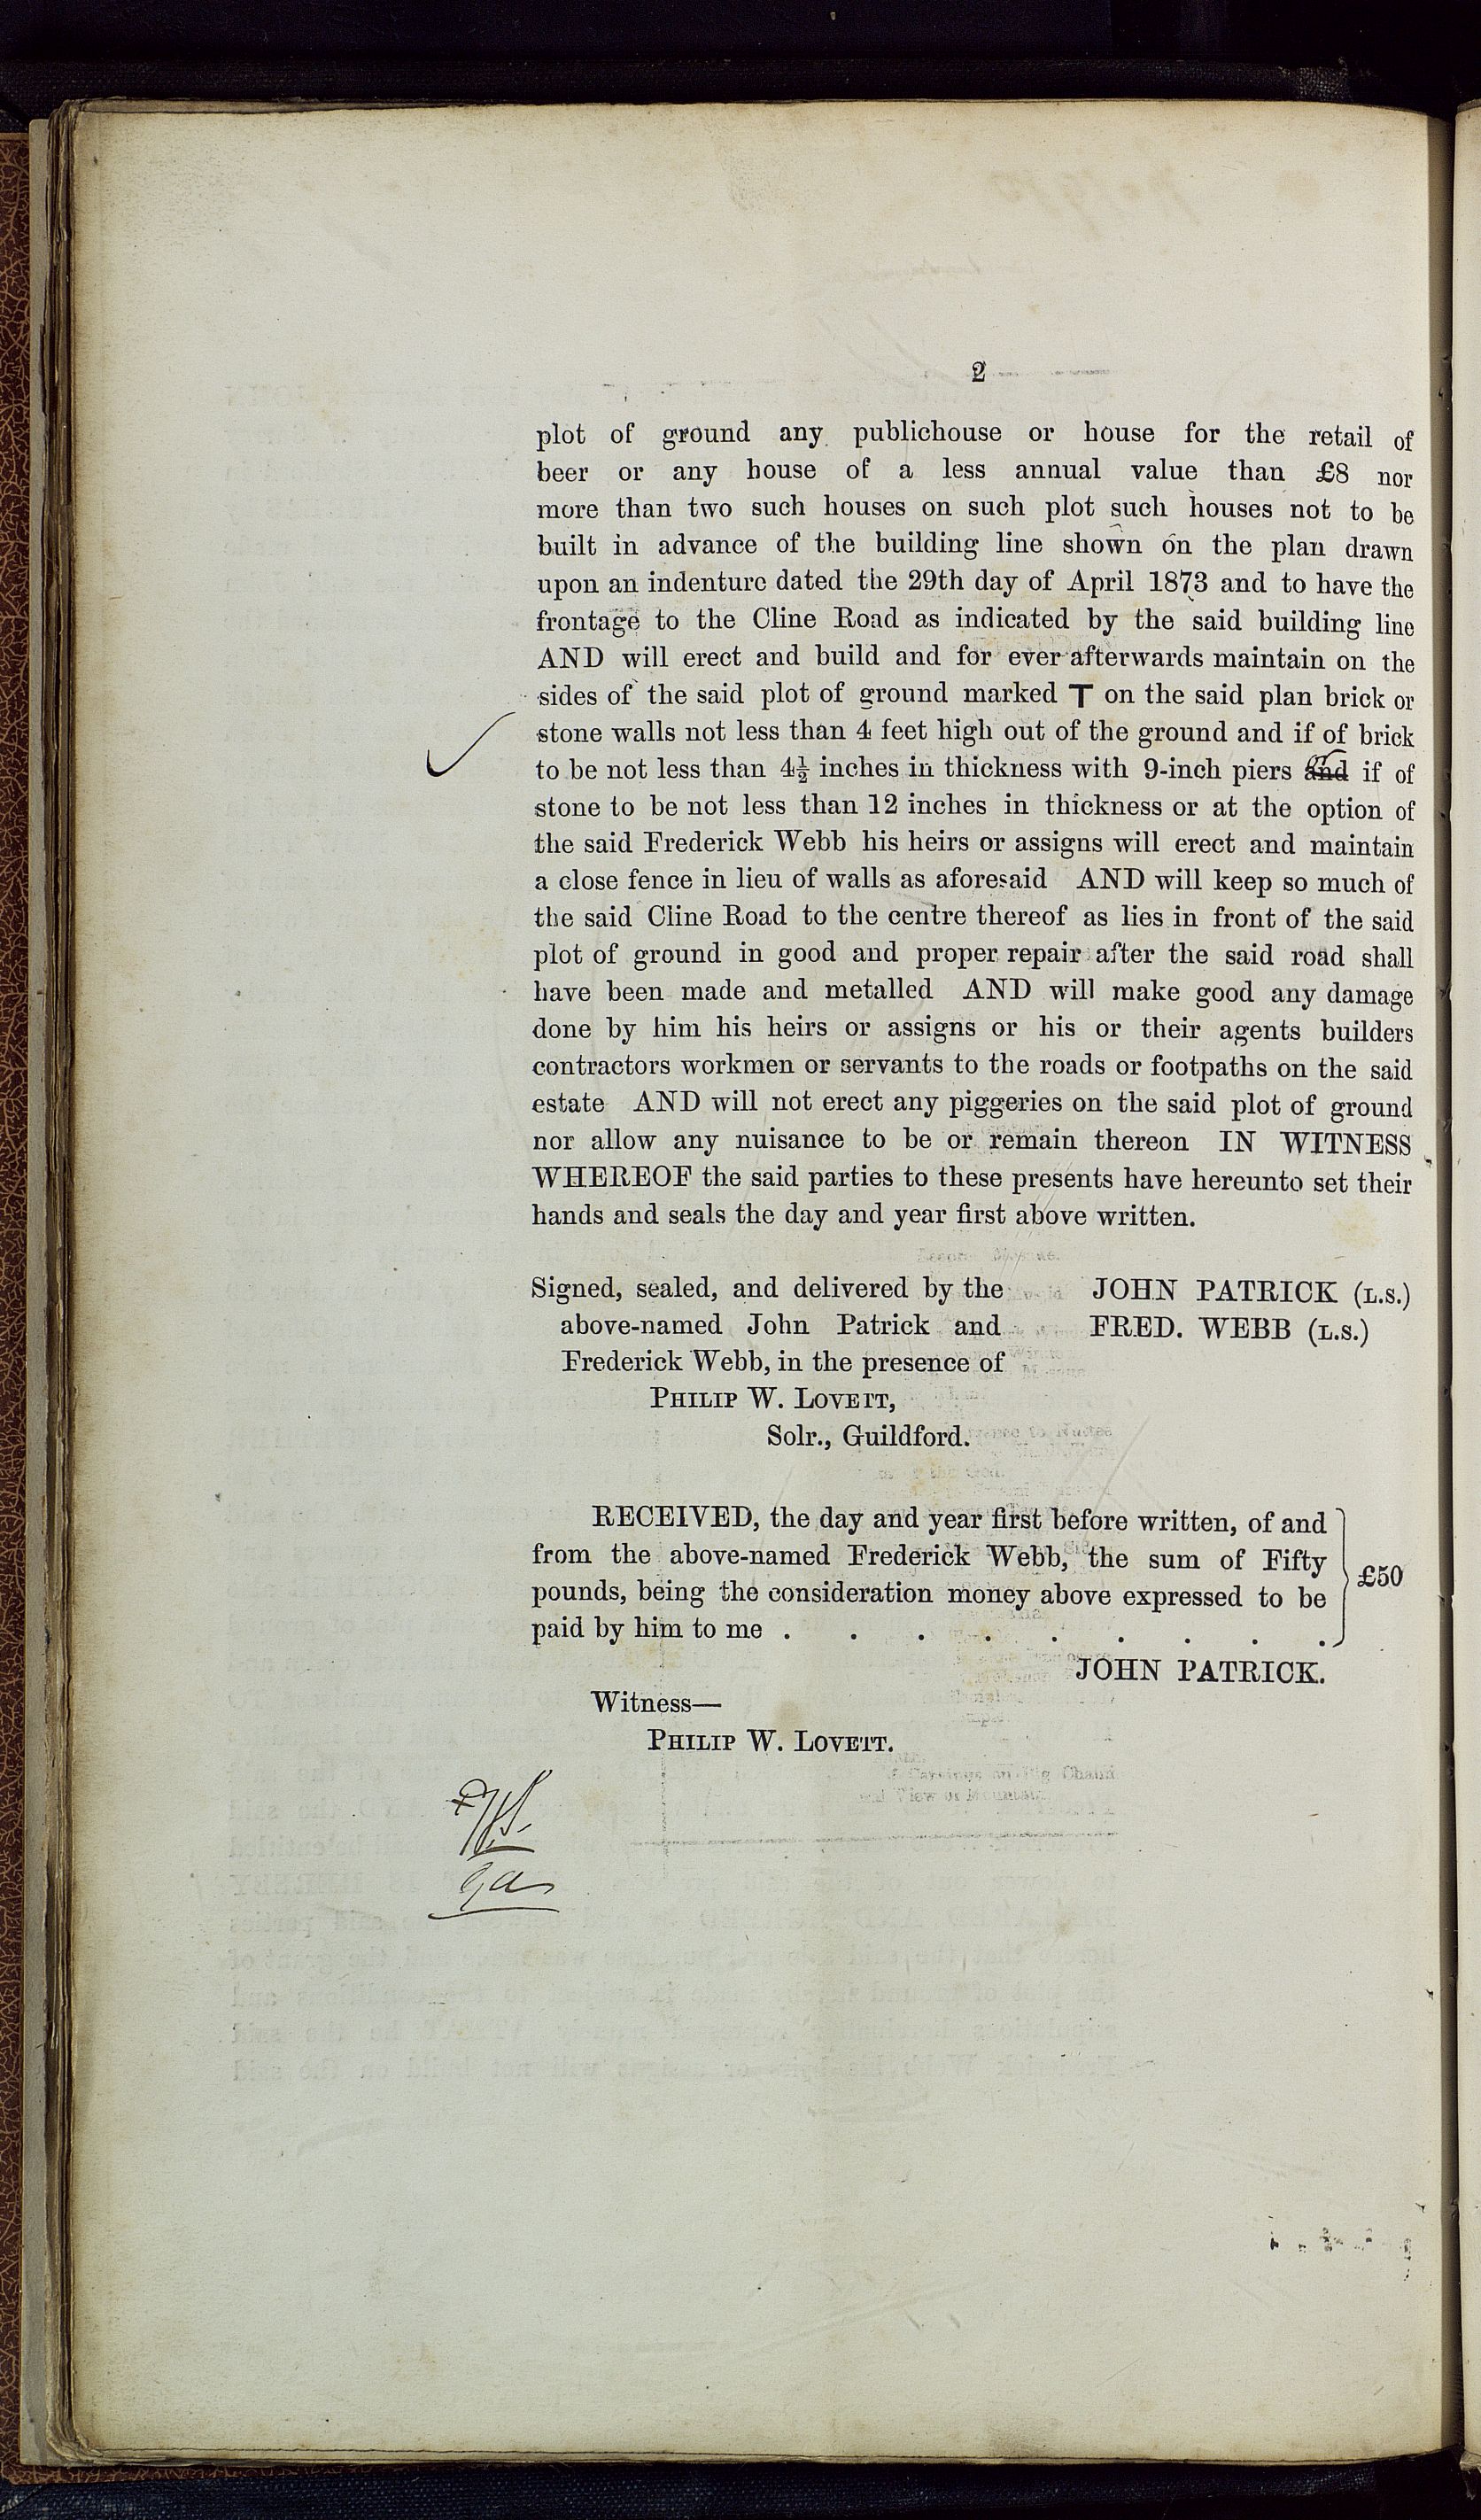 2
plot of ground any publichouse or house for the retail of
beer or any house of a less annual value than £8 nor
more than two such houses on such plot such houses not to be
built in advance of the building line shown on the plan drawn
upon an indenture dated the 29th day of April 1873 and to have the
frontage to the Cline Road as indicated by the said building line
AND will erect and build and for ever afterwards maintain on the
sides of the said plot of ground marked T on the said plan brick or
stone walls not less than 4 feet high out of the ground and if of brick
to be not less than 4½ inches in thickness with 9-inch piers and if of
stone to be not less than 12 inches in thickness or at the option of
the said Frederick Webb his heirs or assigns will erect and maintain
a close fence in lieu of walls as aforesaid AND will keep so much of
the said Cline Road to the centre thereof as lies in front of the said
plot of ground in good and proper repair after the said road shall
have been made and metalled AND will make good any damage
done by him his heirs or assigns or his or their agents builders
contractors workmen or servants to the roads or footpaths on the said
estate AND will not erect any piggeries on the said plot of ground
nor allow any nuisance to be or remain thereon IN WITNESS
WHEREOF the said parties to these presents have hereunto set their
hands and seals the day and year first above written.
Signed, sealed, and delivered by the JOHN PATRICK (L.S.)
above-named John Patrick and FRED. WEBB (L.S.)
Frederick Webb, in the presence of
PHILIP W. LOVETT,
Solr., Guildford.
RECEIVED, the day and year first before written, of and
from the above-named Frederick Webb, the sum of Fifty
pounds, being the consideration money above expressed to be
paid by him to me . . . . . . . . .
£50
JOHN PATRICK.
Witness—
PHILIP W. LOVETT.